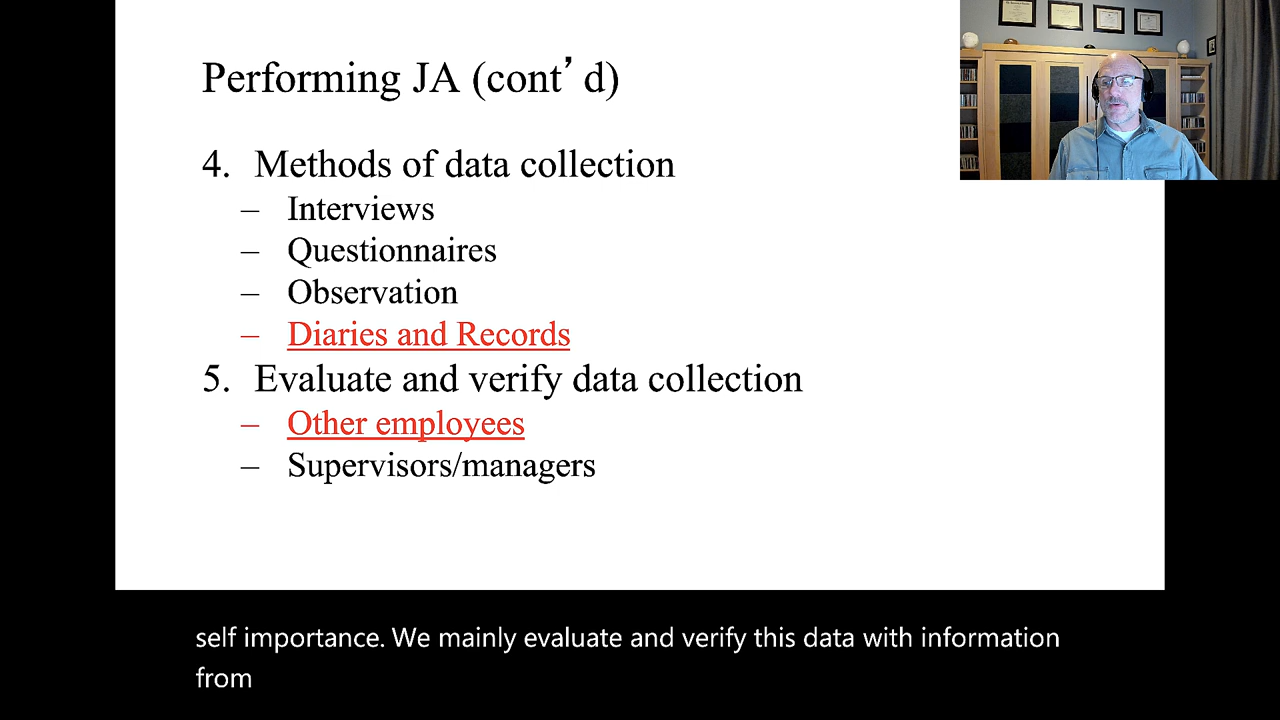 Performing JA (cont’d)
4. Methods of data collection
– Interviews
– Questionnaires
– Observation
– Diaries and Records
5. Evaluate and verify data collection
– Other employees
– Supervisors/managers
self importance. We mainly evaluate and verify this data with information
from